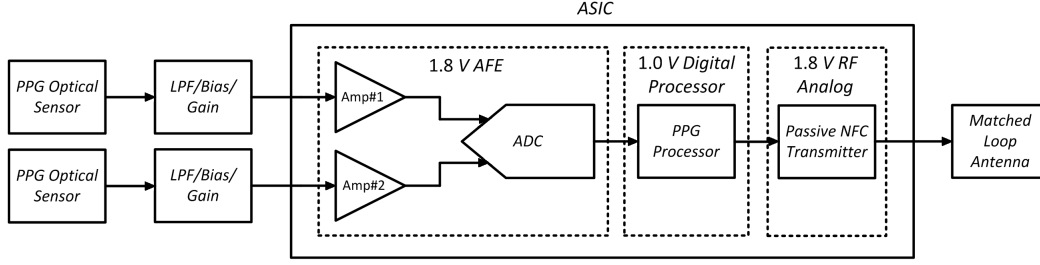 ASIC
1.8 V AFE
1.0 V Digital
Processor
1.8 V RF
Analog
PPG Optical
Sensor
LPF/Bias/
Gain
Amp#1
ADC
PPG
Processor
Passive NFC
Transmitter
Matched
Loop
Antenna
PPG Optical
Sensor
LPF/Bias/
Gain
Amp#2